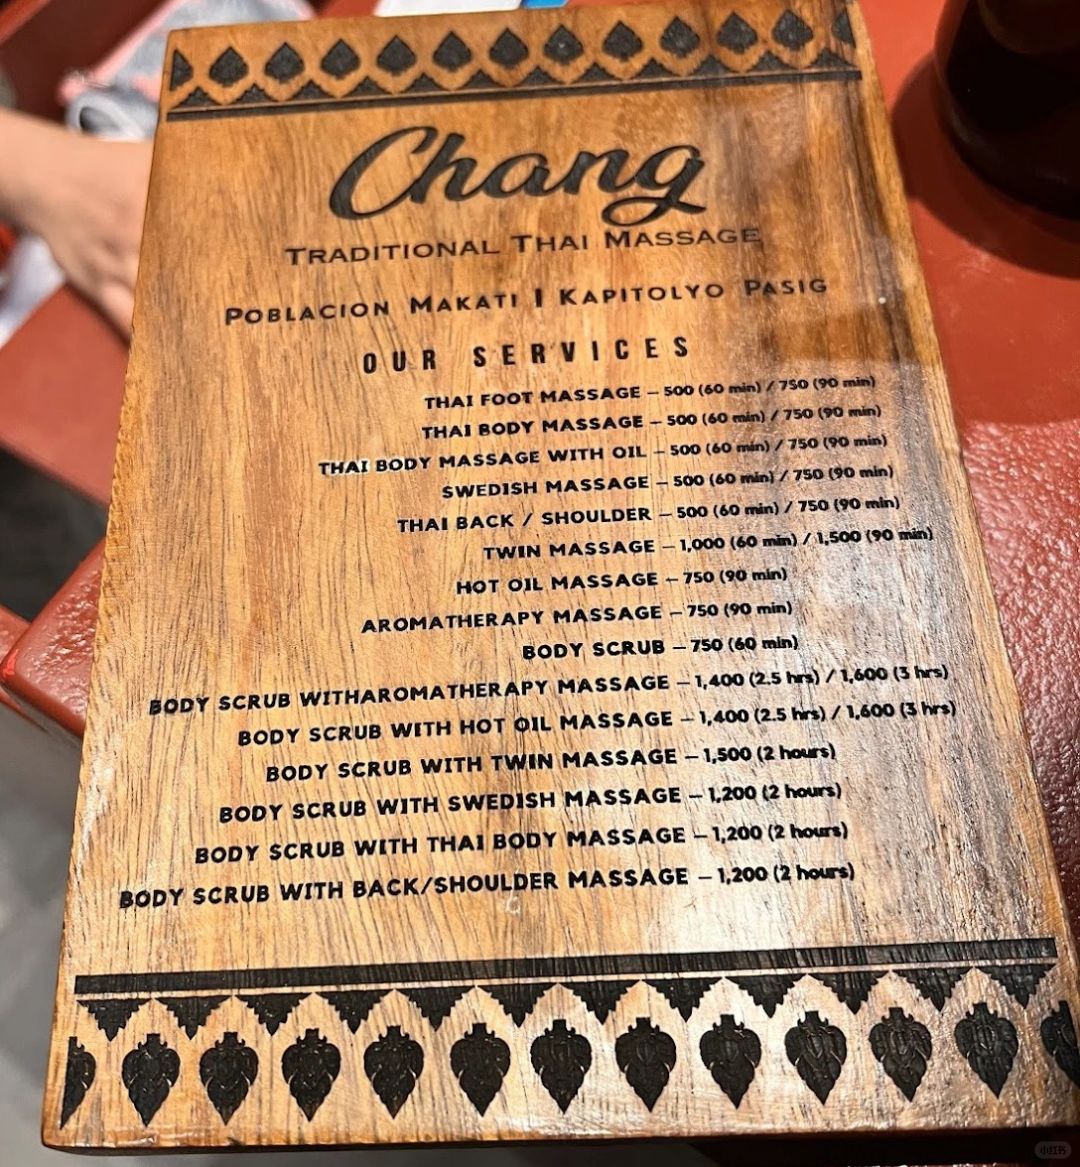 Chang
TRADITIONAL THAI MASSAGE
POBLACION MAKATI | KAPITOLYO PASIG
OUR SERVICES
THAI FOOT MASSAGE – 500 (60 min) / 750 (90 min)
THAI BODY MASSAGE – 500 (60 min) / 750 (90 min)
THAI BODY MASSAGE WITH OIL – 500 (60 min) / 750 (90 min)
SWEDISH MASSAGE – 500 (60 min) / 750 (90 min)
THAI BACK / SHOULDER – 500 (60 min) / 750 (90 min)
TWIN MASSAGE – 1,000 (60 min) / 1,500 (90 min)
HOT OIL MASSAGE – 750 (90 min)
AROMATHERAPY MASSAGE – 750 (90 min)
BODY SCRUB – 750 (60 min)
BODY SCRUB WITHAROMATHERAPY MASSAGE – 1,400 (2.5 hrs) / 1,600 (3 hrs)
BODY SCRUB WITH HOT OIL MASSAGE – 1,400 (2.5 hrs) / 1,600 (3 hrs)
BODY SCRUB WITH TWIN MASSAGE – 1,500 (2 hours)
BODY SCRUB WITH SWEDISH MASSAGE – 1,200 (2 hours)
BODY SCRUB WITH THAI BODY MASSAGE – 1,200 (2 hours)
BODY SCRUB WITH BACK/SHOULDER MASSAGE – 1,200 (2 hours)
小红书